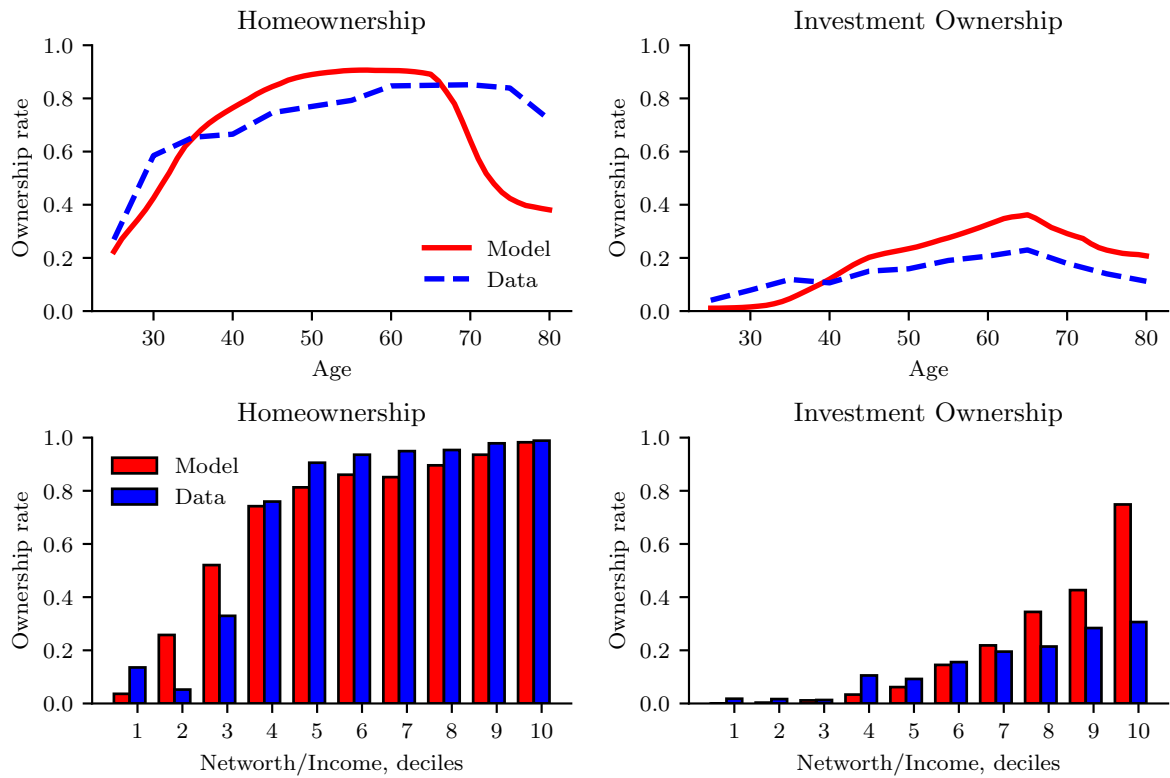 Homeownership
1.0
0.8
0.6
0.4
0.2
0.0
Ownership rate
Model
Data
30 40 50 60 70 80
Age
Investment Ownership
1.0
0.8
0.6
0.4
0.2
0.0
Ownership rate
30 40 50 60 70 80
Age
Homeownership
1.0
0.8
0.6
0.4
0.2
0.0
Ownership rate
Model
Data
1 2 3 4 5 6 7 8 9 10
Networth/Income, deciles
Investment Ownership
1.0
0.8
0.6
0.4
0.2
0.0
Ownership rate
1 2 3 4 5 6 7 8 9 10
Networth/Income, deciles